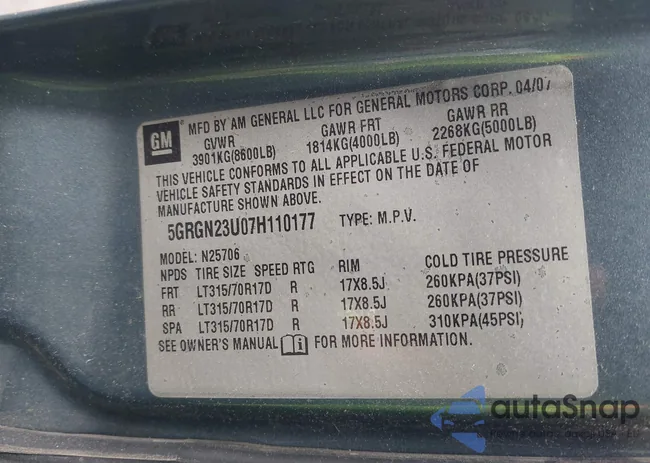 GM
MFD BY AM GENERAL LLC FOR GENERAL MOTORS CORP. 04/07
GVWR GAWR FRT GAWR RR
3901KG(8600LB) 1814KG(4000LB) 2268KG(5000LB)
THIS VEHICLE CONFORMS TO ALL APPLICABLE U.S. FEDERAL MOTOR
VEHICLE SAFETY STANDARDS IN EFFECT ON THE DATE OF
MANUFACTURE SHOWN ABOVE.
5GRGN23U07H110177 TYPE: M.P.V.
MODEL: N25706
NPDS TIRE SIZE SPEED RTG RIM COLD TIRE PRESSURE
FRT LT315/70R17D R 17X8.5J 260KPA(37PSI)
RR LT315/70R17D R 17X8.5J 260KPA(37PSI)
SPA LT315/70R17D R 17X8.5J 310KPA(45PSI)
SEE OWNER'S MANUAL i FOR MORE INFORMATION.
autaSnap